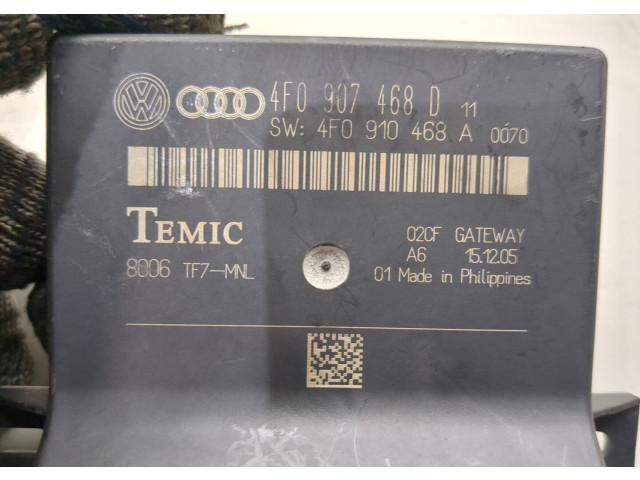 4F0 907 468 D 11
SW: 4F0 910 468 A 0070
TEMIC
8006 TF7-MNL
02CF GATEWAY
A6 15.12.05
01 Made in Philippines